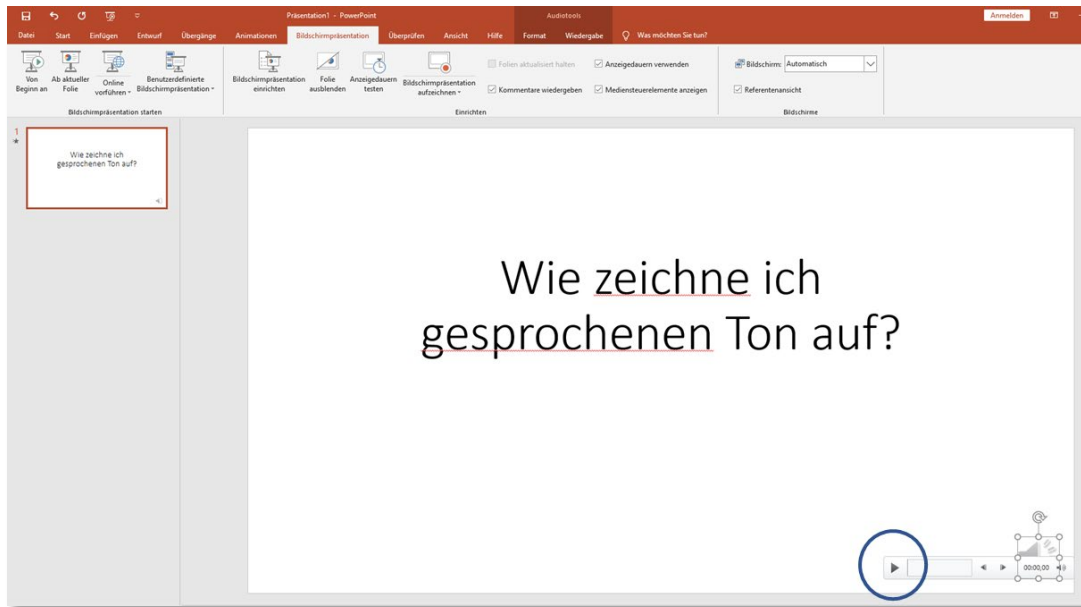 Präsentation1 - PowerPoint
Audiotools
Anmelden
Datei Start Einfügen Entwurf Übergänge Animationen Bildschirmpräsentation Überprüfen Ansicht Hilfe Format Wiedergabe Was möchten Sie tun?
Von Beginn an
Ab aktueller Folie
Online vorführen
Benutzerdefinierte Bildschirmpräsentation
Bildschirmpräsentation einrichten
Folie ausblenden
Anzeigedauern testen
Bildschirmpräsentation aufzeichnen
Folien aktualisiert halten
Kommentare wiedergeben
Anzeigedauern verwenden
Mediensteuerelemente anzeigen
Bildschirm: Automatisch
Referentenansicht
Bildschirmpräsentation starten
Einrichten
Bildschirme
1
Wie zeichne ich
gesprochenen Ton auf?
Wie zeichne ich
gesprochenen Ton auf?
00:00,00